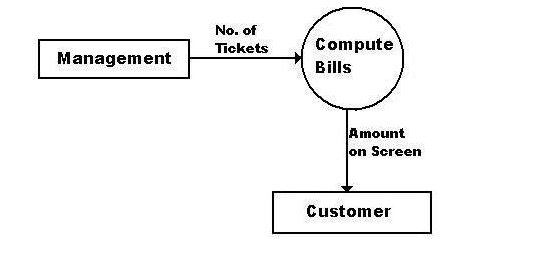 No. of
Tickets
Management
Compute
Bills
Amount
on Screen
Customer